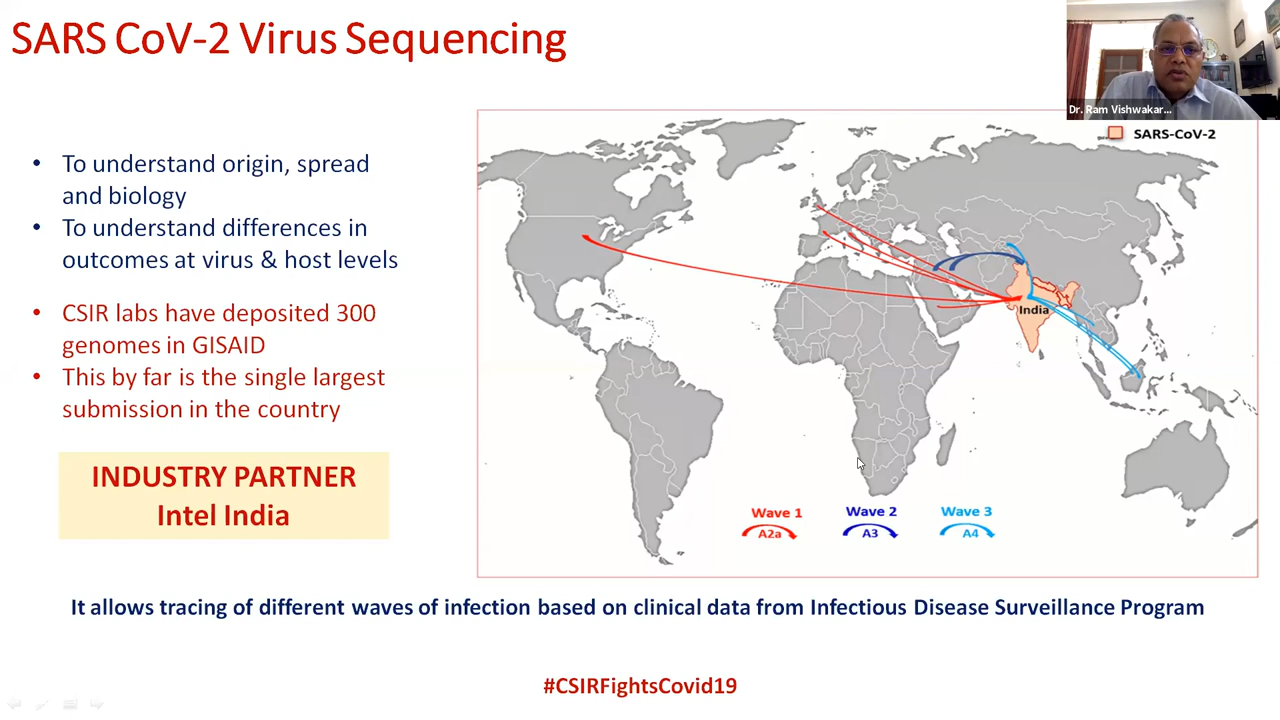 SARS CoV-2 Virus Sequencing
Dr. Ram Vishwakar...
• To understand origin, spread
and biology
• To understand differences in
outcomes at virus & host levels
• CSIR labs have deposited 300
genomes in GISAID
• This by far is the single largest
submission in the country
INDUSTRY PARTNER
Intel India
SARS-CoV-2
India
Wave 1 Wave 2 Wave 3
A2a A3 A4
It allows tracing of different waves of infection based on clinical data from Infectious Disease Surveillance Program
#CSIRFightsCovid19